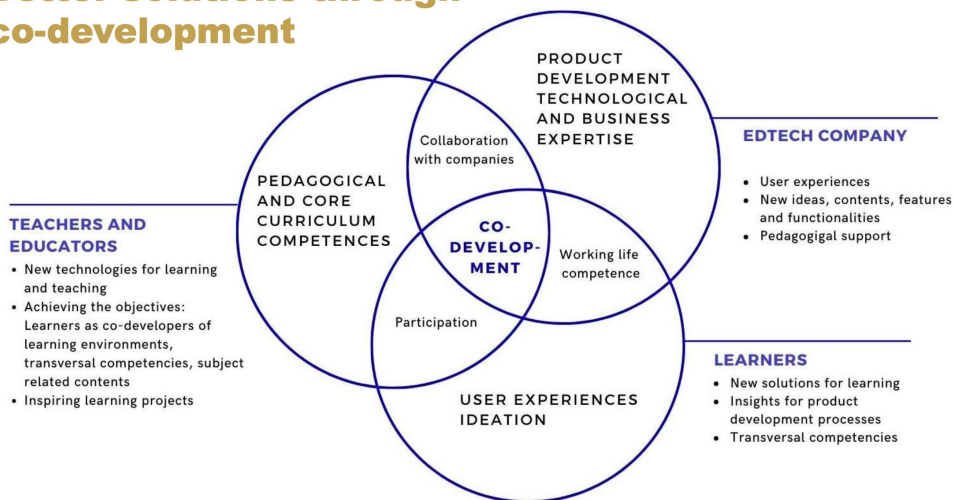 co-development
PRODUCT
DEVELOPMENT
TECHNOLOGICAL
AND BUSINESS
EXPERTISE
Collaboration
with companies
EDTECH COMPANY
• User experiences
• New ideas, contents, features
and functionalities
• Pedagogigal support
PEDAGOGICAL
AND CORE
CURRICULUM
COMPETENCES
TEACHERS AND
EDUCATORS
• New technologies for learning
and teaching
• Achieving the objectives:
Learners as co-developers of
learning environments,
transversal competencies, subject
related contents
• Inspiring learning projects
CO-
DEVELOP-
MENT
Working life
competence
Participation
LEARNERS
• New solutions for learning
• Insights for product
development processes
• Transversal competencies
USER EXPERIENCES
IDEATION